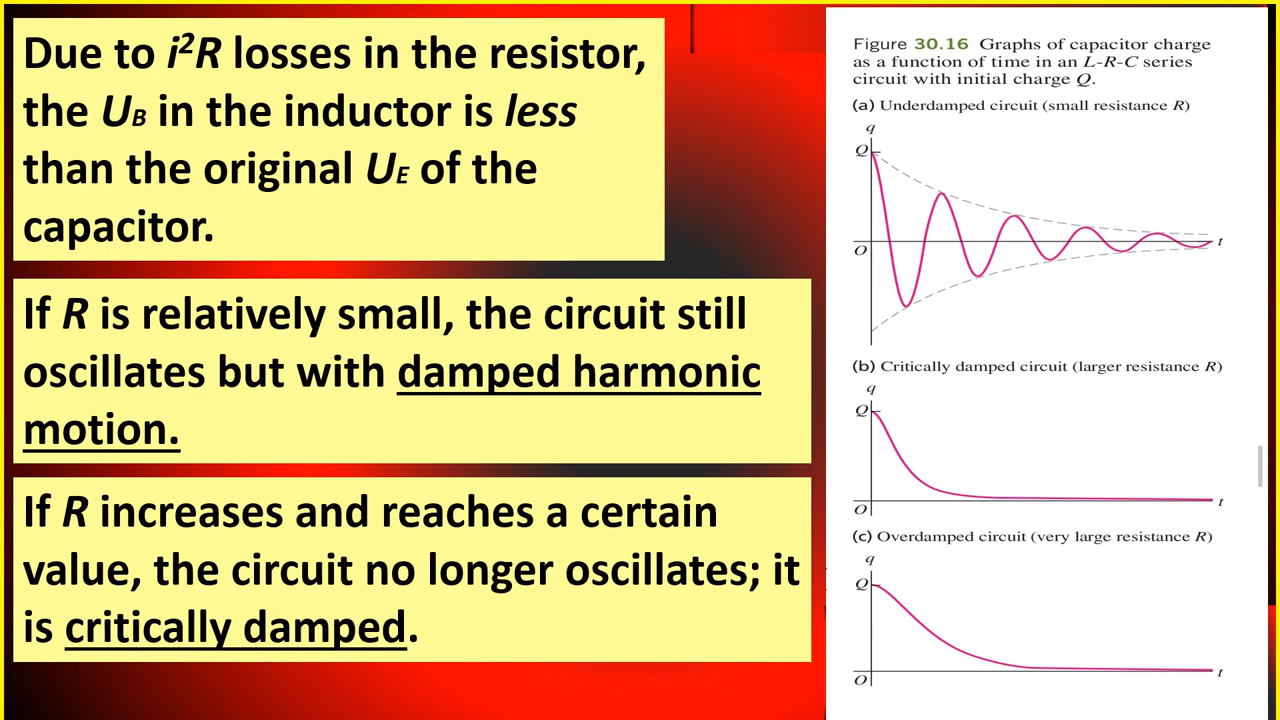 Due to i²R losses in the resistor,
the U_B in the inductor is less
than the original U_E of the
capacitor.
If R is relatively small, the circuit still
oscillates but with damped harmonic
motion.
If R increases and reaches a certain
value, the circuit no longer oscillates; it
is critically damped.
Figure 30.16 Graphs of capacitor charge
as a function of time in an L-R-C series
circuit with initial charge Q.
(a) Underdamped circuit (small resistance R)
q
Q
O
t
(b) Critically damped circuit (larger resistance R)
q
Q
O
t
(c) Overdamped circuit (very large resistance R)
q
Q
O
t